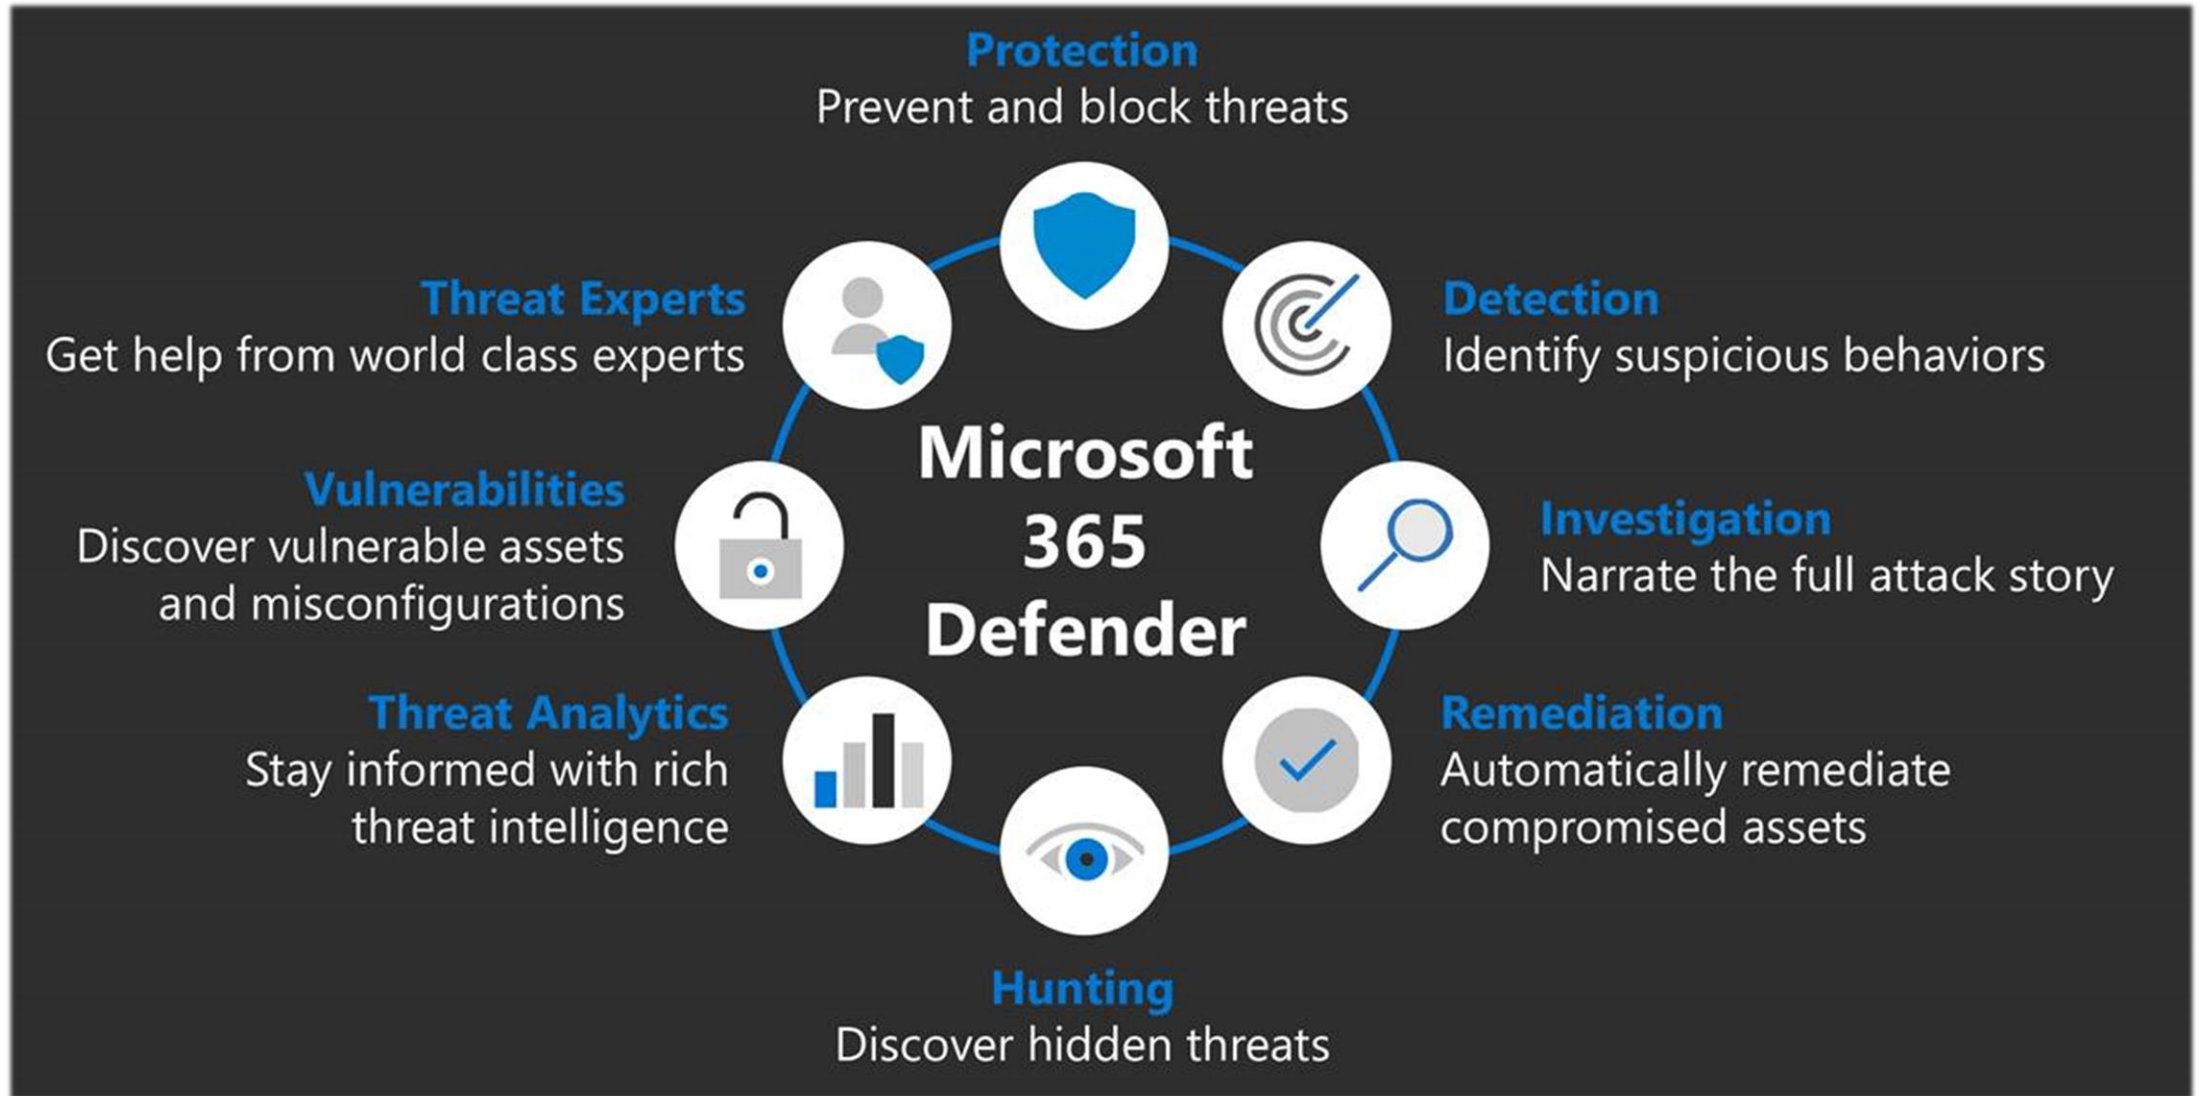 Protection
Prevent and block threats
Threat Experts
Get help from world class experts
Detection
Identify suspicious behaviors
Microsoft
365
Defender
Vulnerabilities
Discover vulnerable assets
and misconfigurations
Investigation
Narrate the full attack story
Threat Analytics
Stay informed with rich
threat intelligence
Remediation
Automatically remediate
compromised assets
Hunting
Discover hidden threats